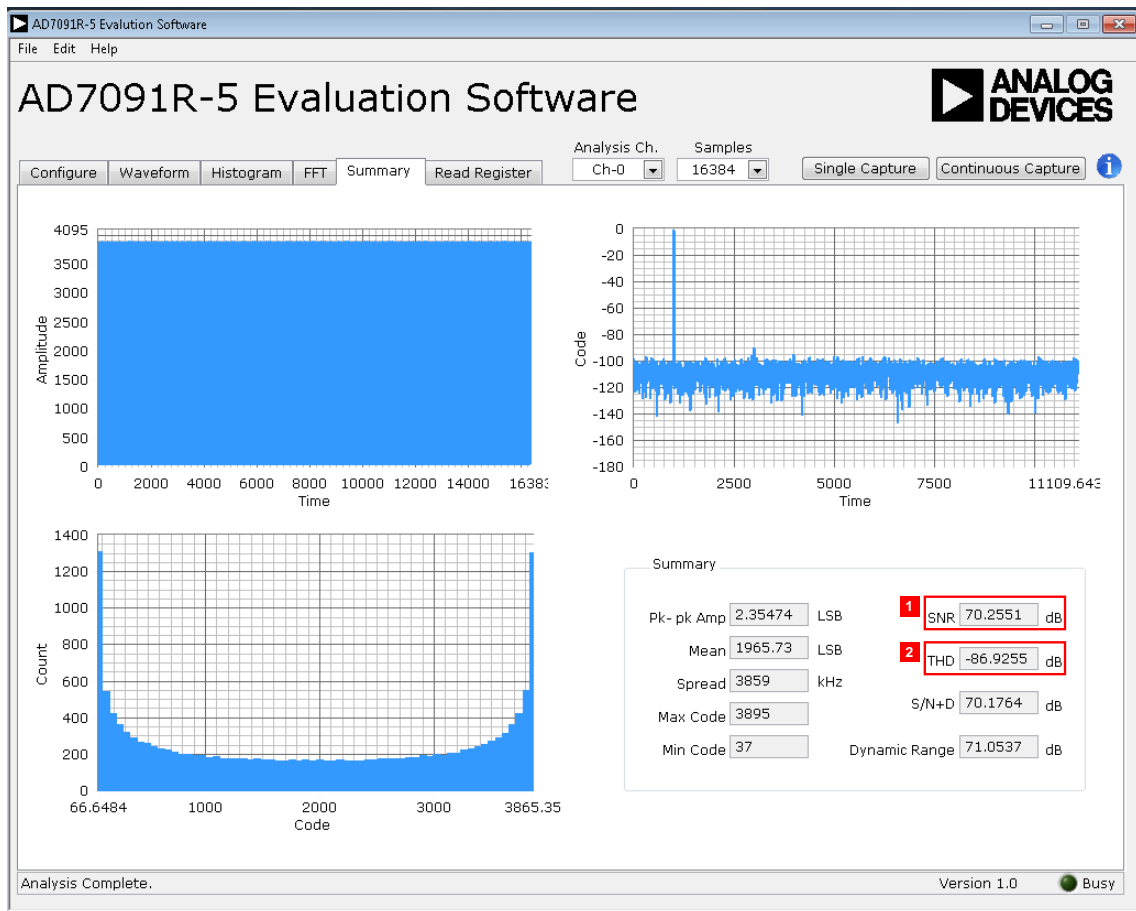 AD7091R-5 Evalution Software
File Edit Help
AD7091R-5 Evaluation Software
ANALOG
DEVICES
Analysis Ch. Samples
Configure Waveform Histogram FFT Summary Read Register Ch-0 16384 Single Capture Continuous Capture i
4095
3500
3000
2500
2000
1500
1000
500
0
Amplitude
0 2000 4000 6000 8000 10000 12000 14000 16383
Time
0
-20
-40
-60
-80
-100
-120
-140
-160
-180
Code
0 2500 5000 7500 11109.643
Time
1400
1200
1000
800
600
400
200
0
Count
66.6484 1000 2000 3000 3865.35
Code
Summary
Pk- pk Amp 2.35474 LSB
Mean 1965.73 LSB
Spread 3859 kHz
Max Code 3895
Min Code 37
1 SNR 70.2551 dB
2 THD -86.9255 dB
S/N+D 70.1764 dB
Dynamic Range 71.0537 dB
Analysis Complete. Version 1.0 Busy